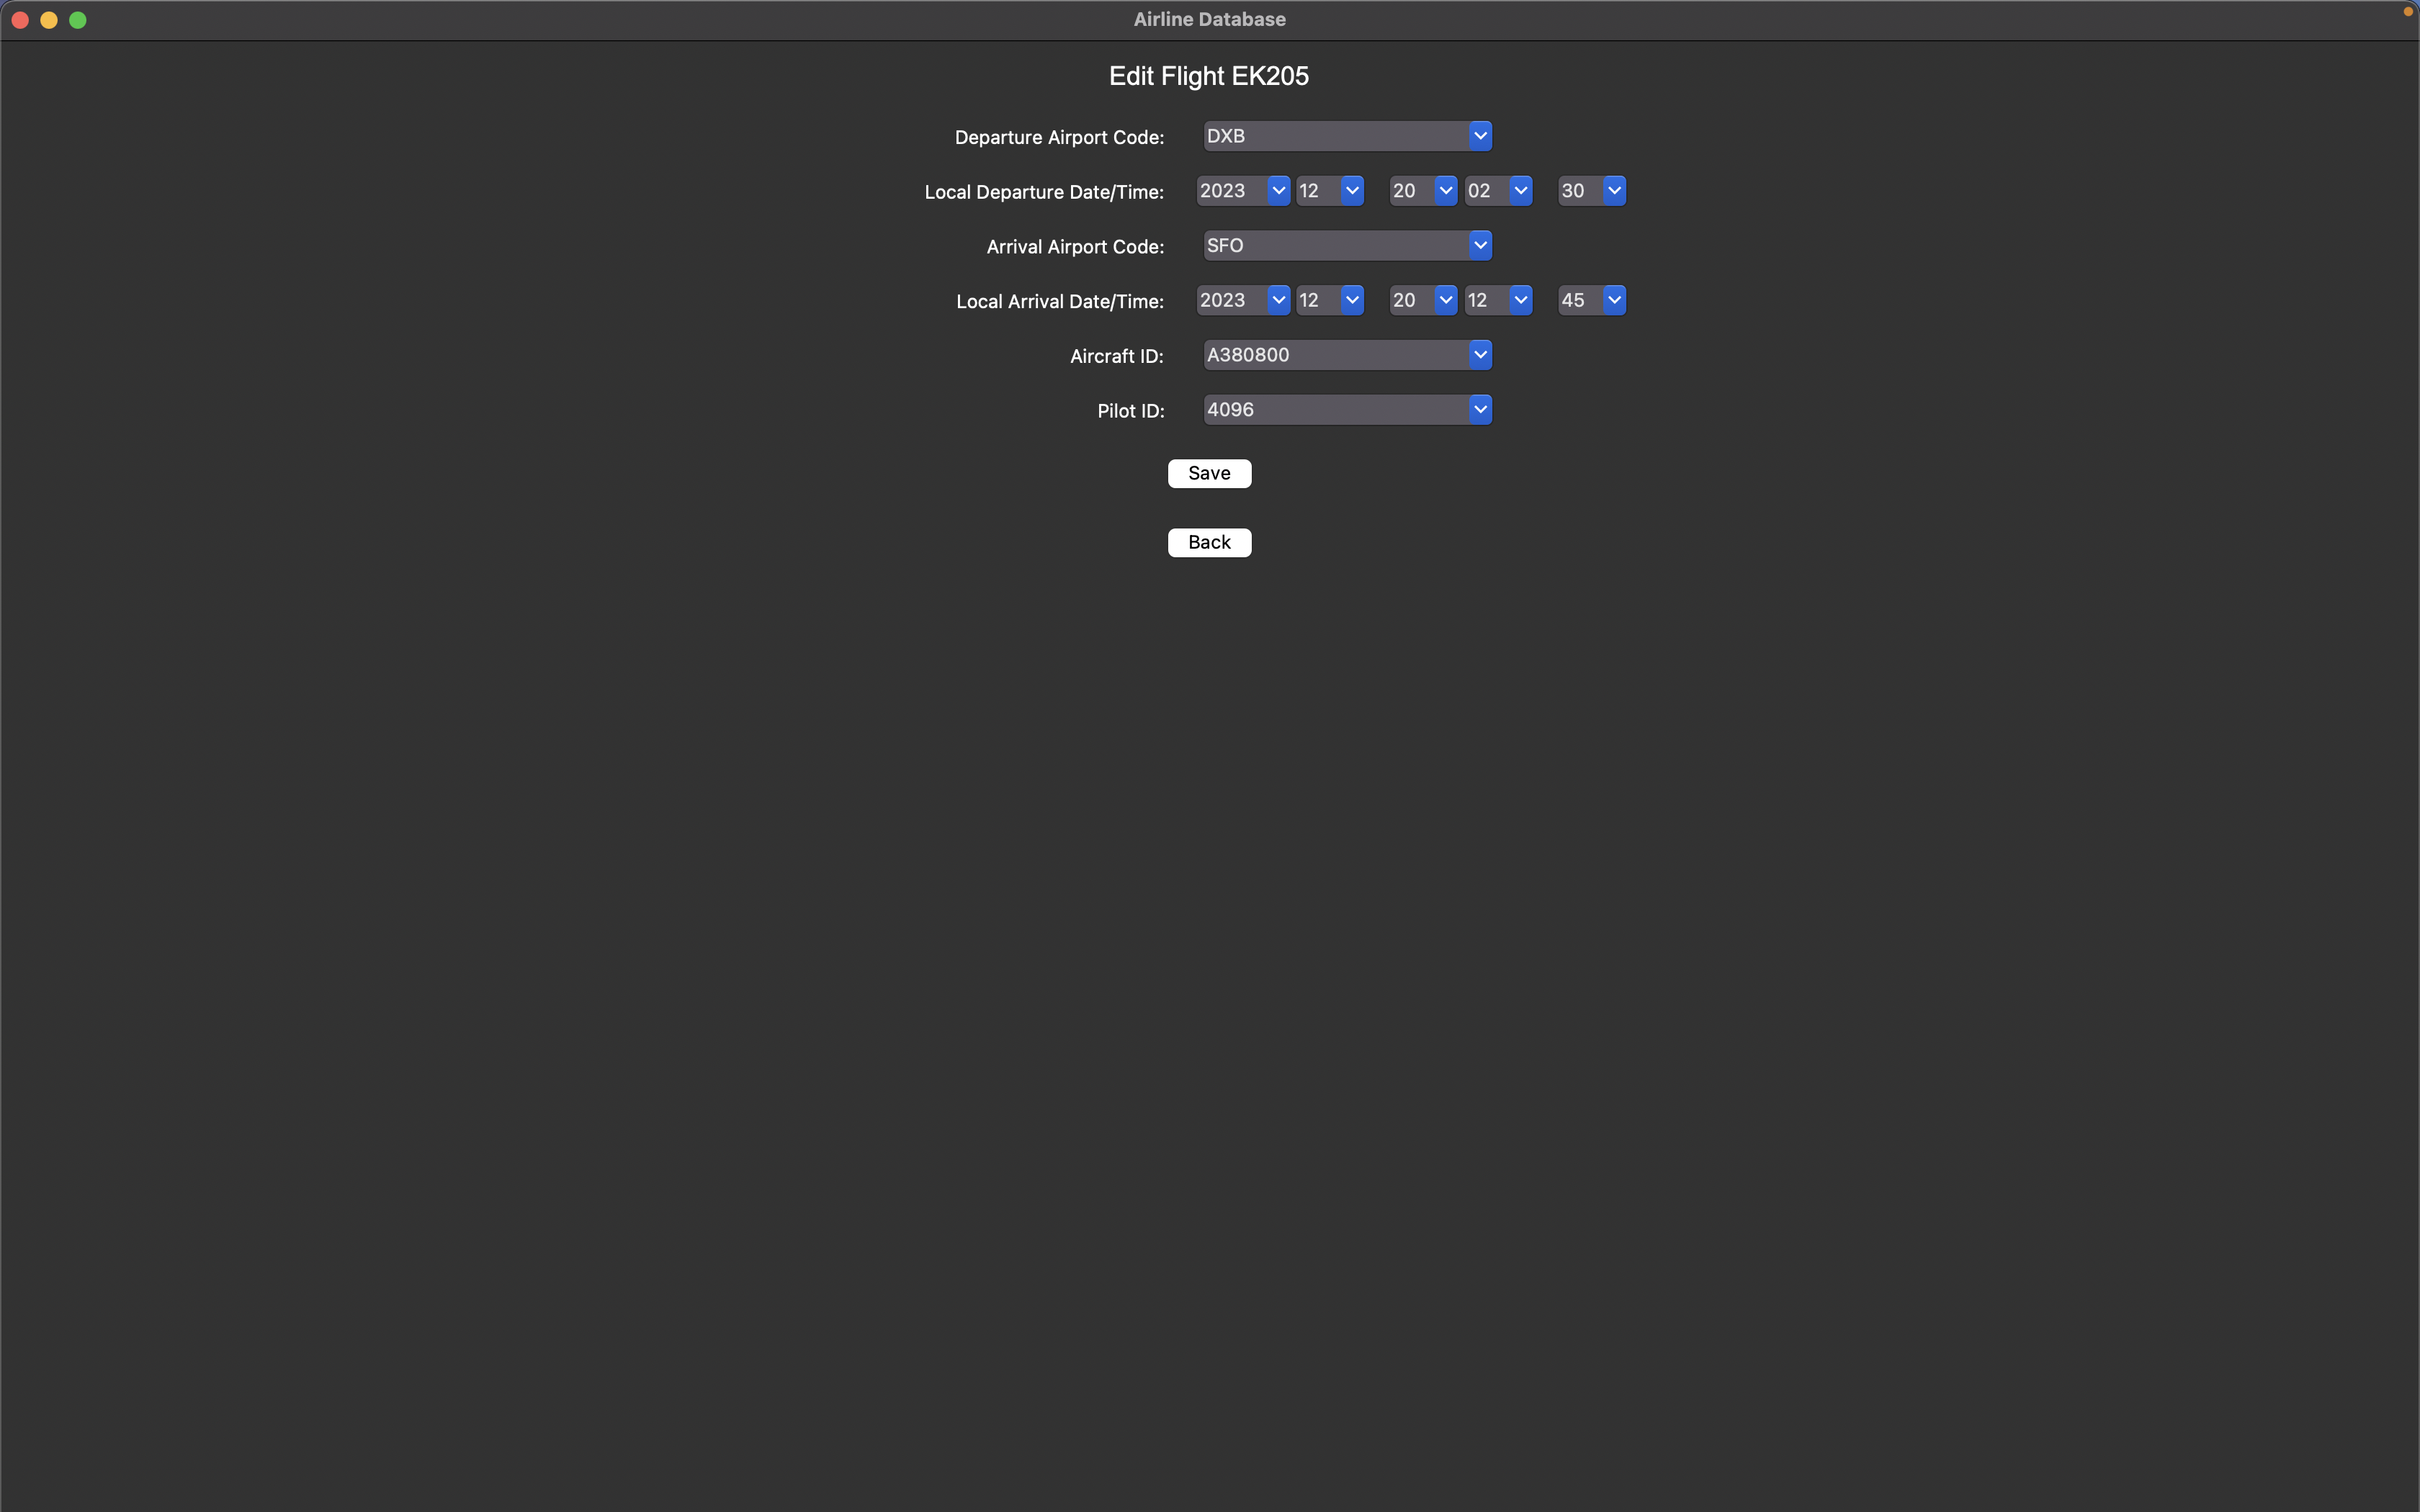 Airline Database
Edit Flight EK205
Departure Airport Code: DXB
Local Departure Date/Time: 2023 12 20 02 30
Arrival Airport Code: SFO
Local Arrival Date/Time: 2023 12 20 12 45
Aircraft ID: A380800
Pilot ID: 4096
Save
Back